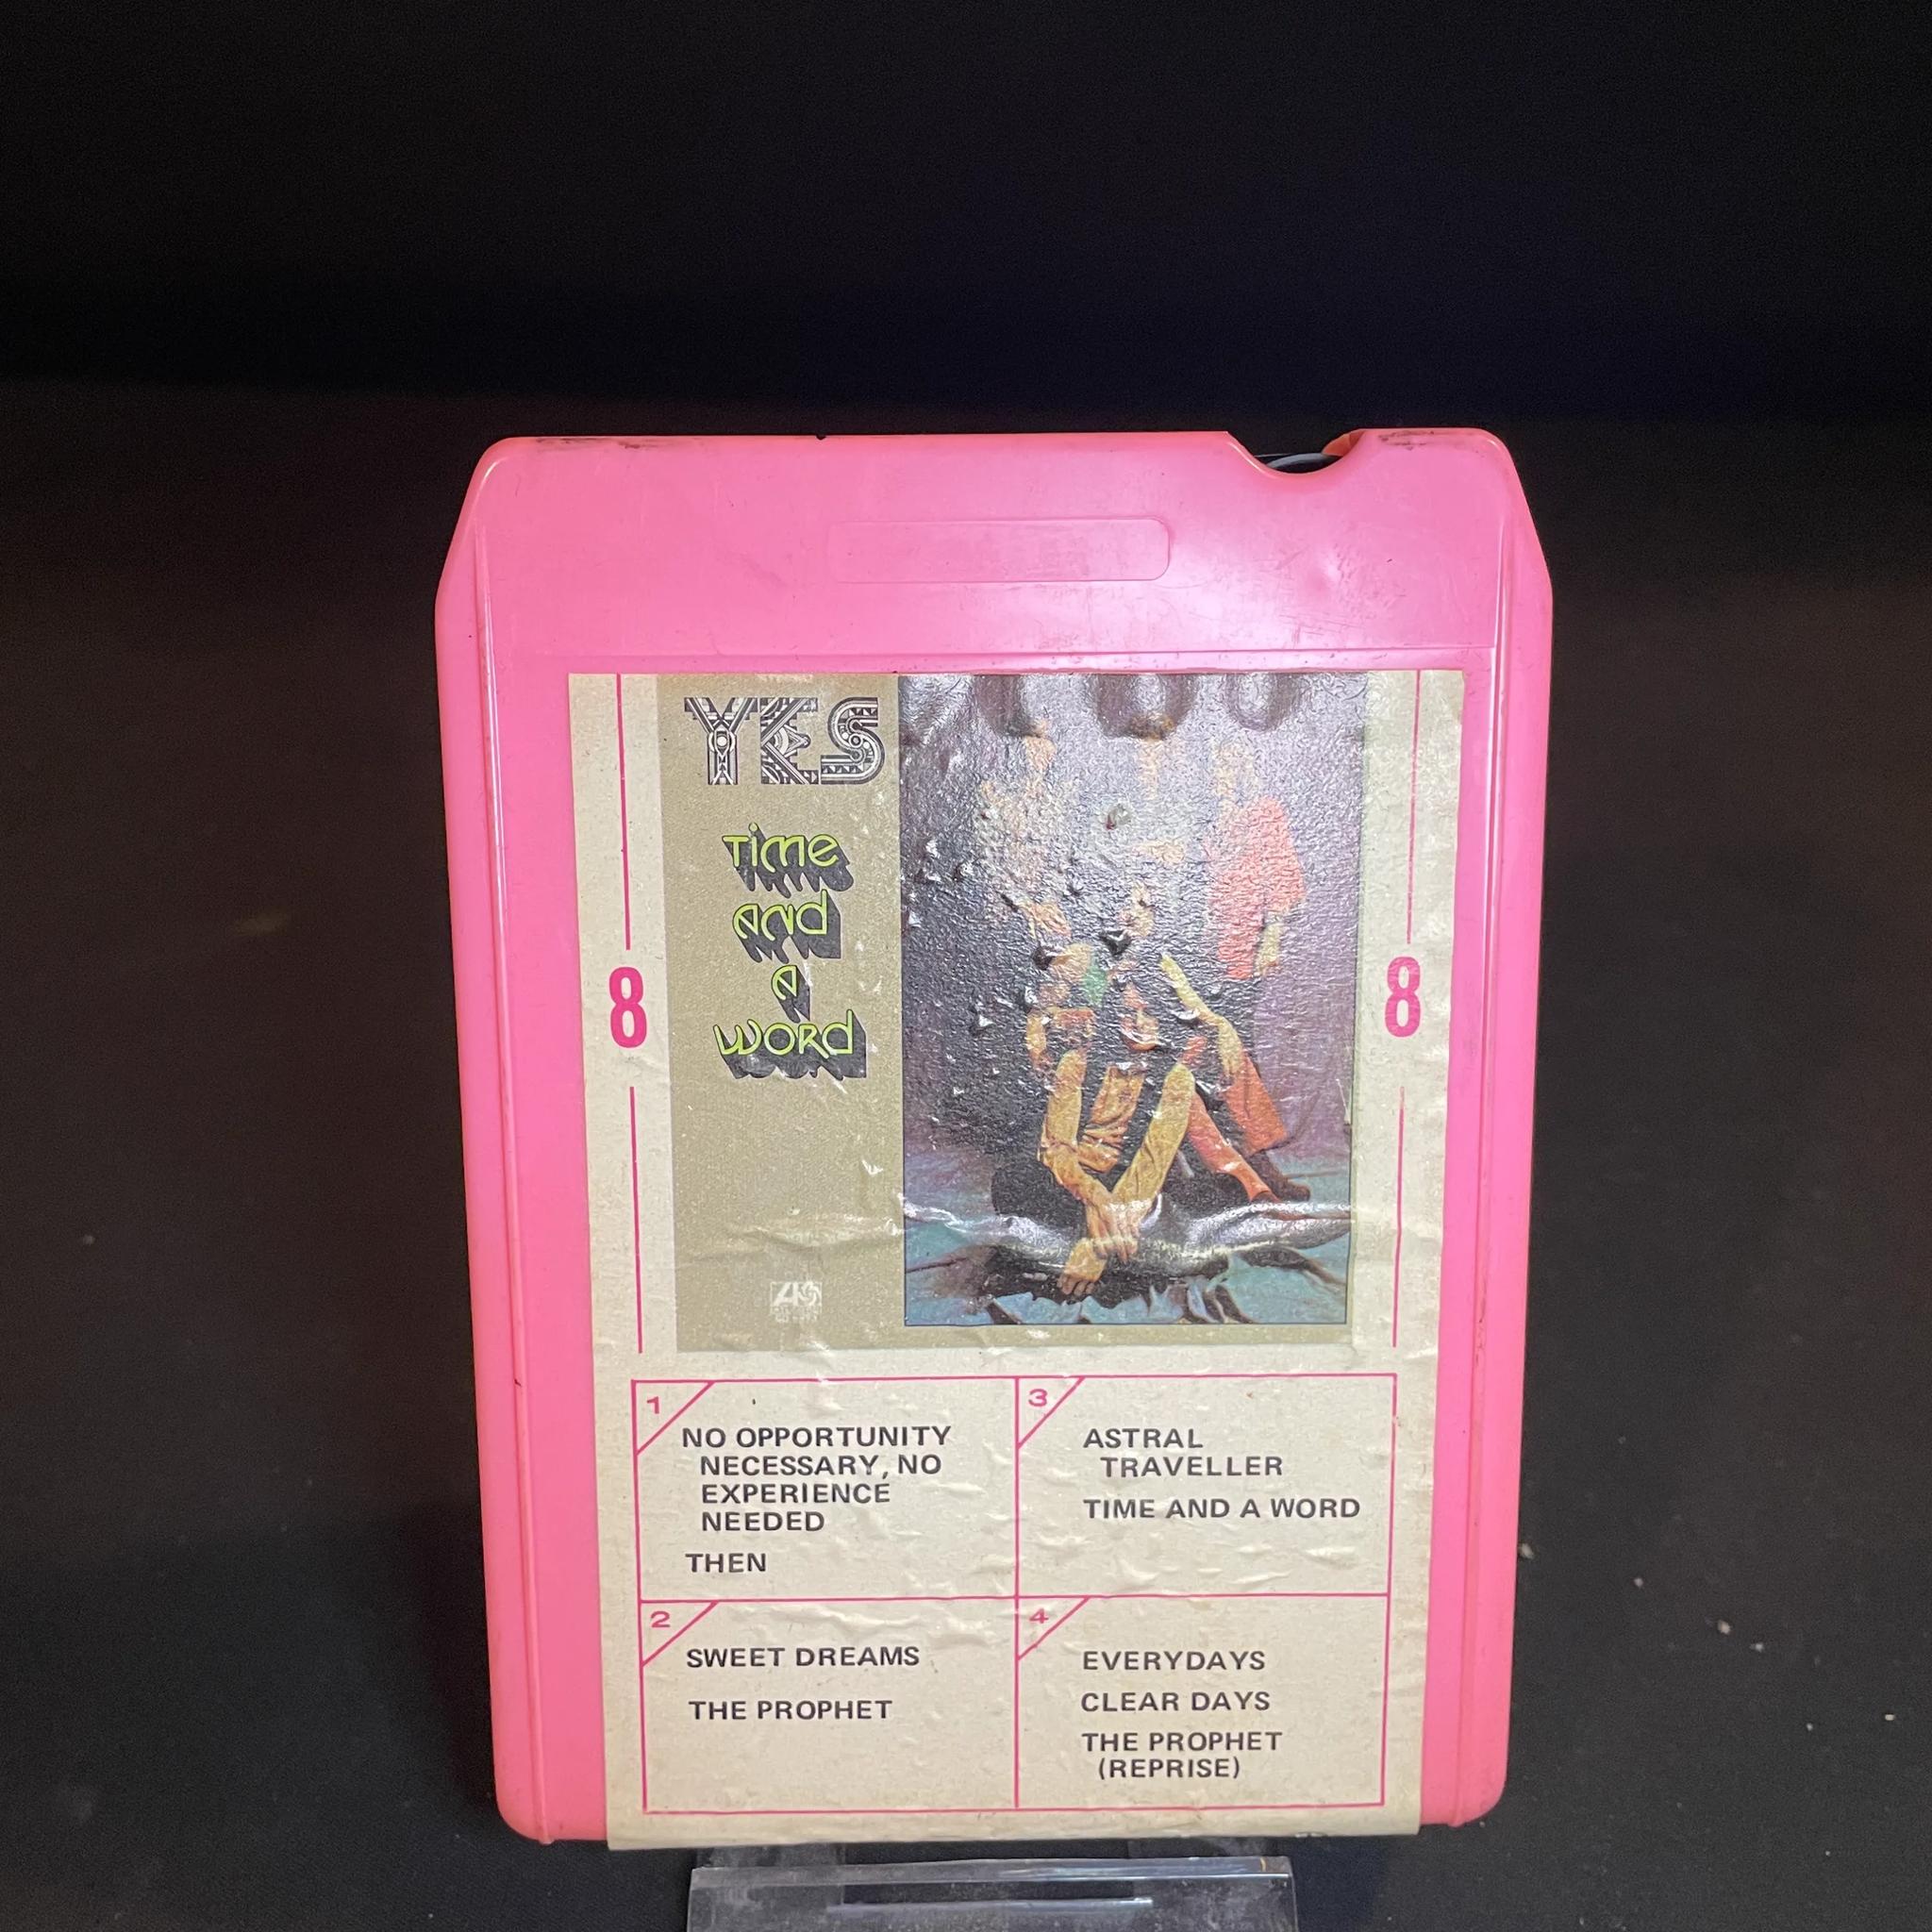 YES
Time
and
a
word
8
8
1
NO OPPORTUNITY
NECESSARY, NO
EXPERIENCE
NEEDED
THEN
2
SWEET DREAMS
THE PROPHET
3
ASTRAL
TRAVELLER
TIME AND A WORD
4
EVERYDAYS
CLEAR DAYS
THE PROPHET
(REPRISE)